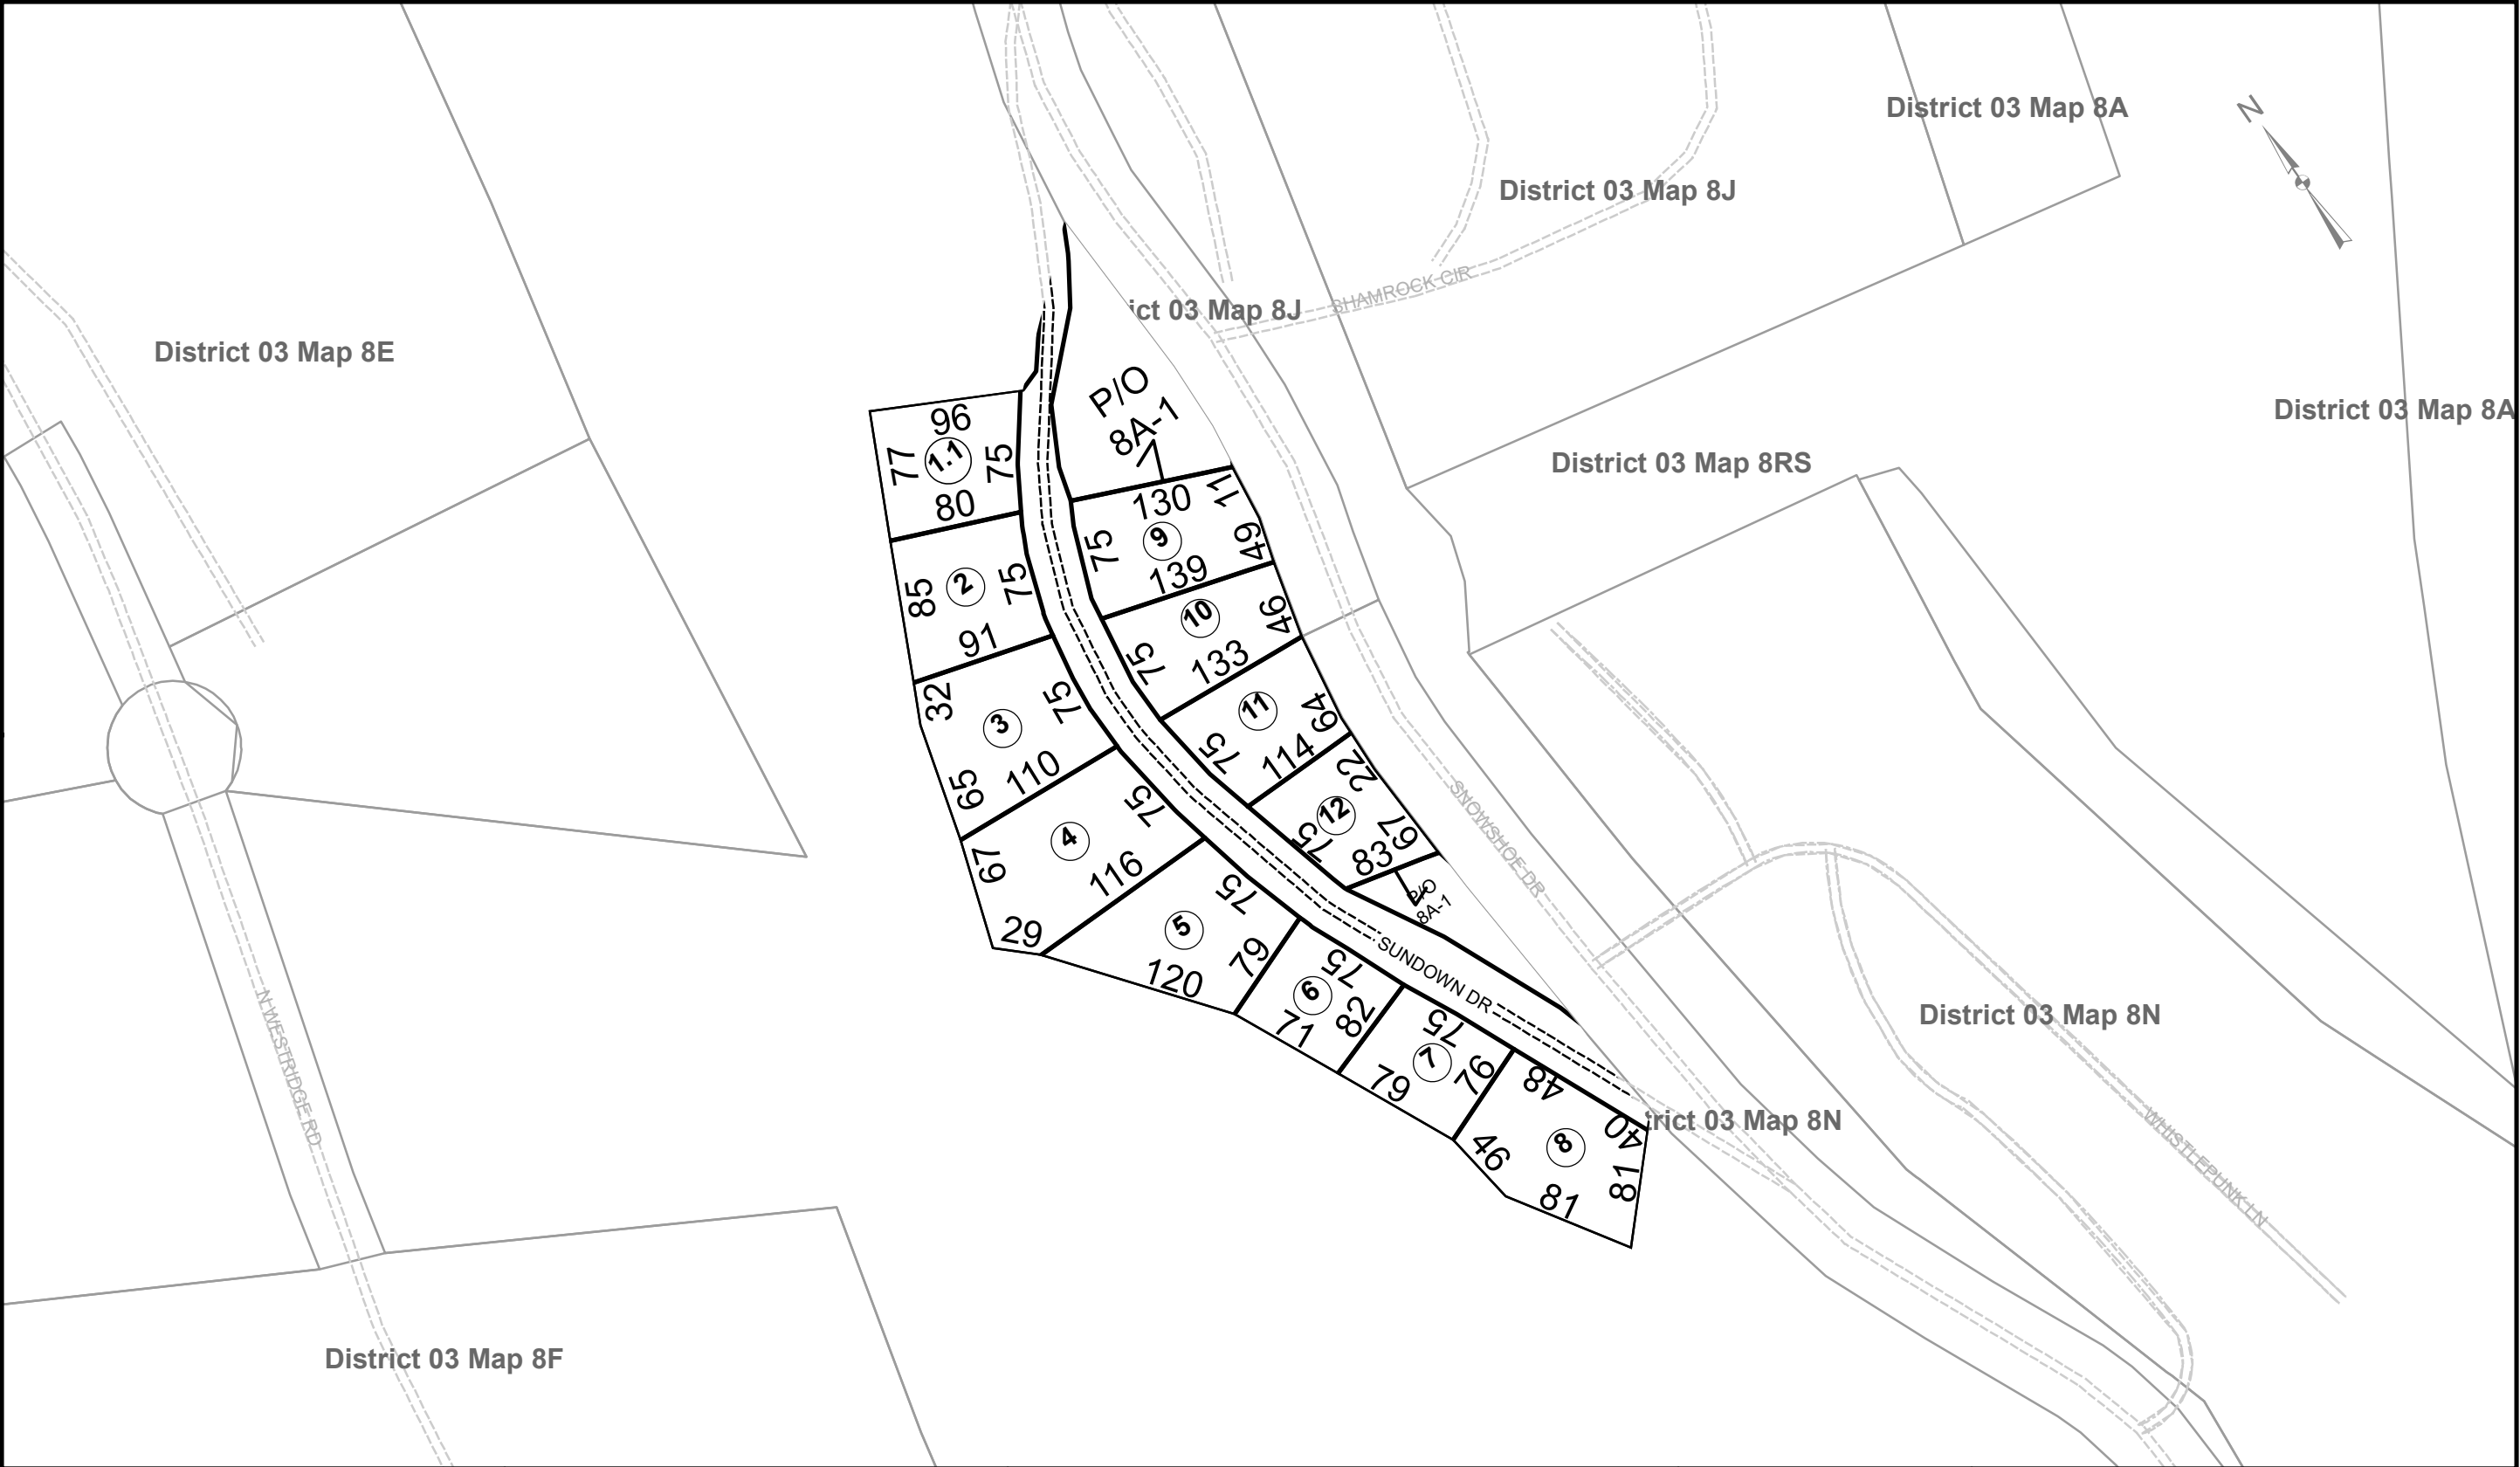 District 03 Map 8A
N
District 03 Map 8J
SHAMROCK CIR
ict 03 Map 8J
District 03 Map 8E
District 03 Map 8A
District 03 Map 8RS
P/O
8A-1
96
77
1.1
75
80
130
11
75
9
49
139
85
2
75
91
10
46
75
133
32
3
75
65
110
11
64
75
114
22
12
75
67
83
P/O
8A-1
4
75
67
116
29
5
75
79
120
SNOWSHOE DR
SUNDOWN DR
6
75
82
71
7
75
76
79
48
40
8
46
81
81
District 03 Map 8N
trict 03 Map 8N
N WESTRIDGE RD
WHISTLEPUNK LN
District 03 Map 8F